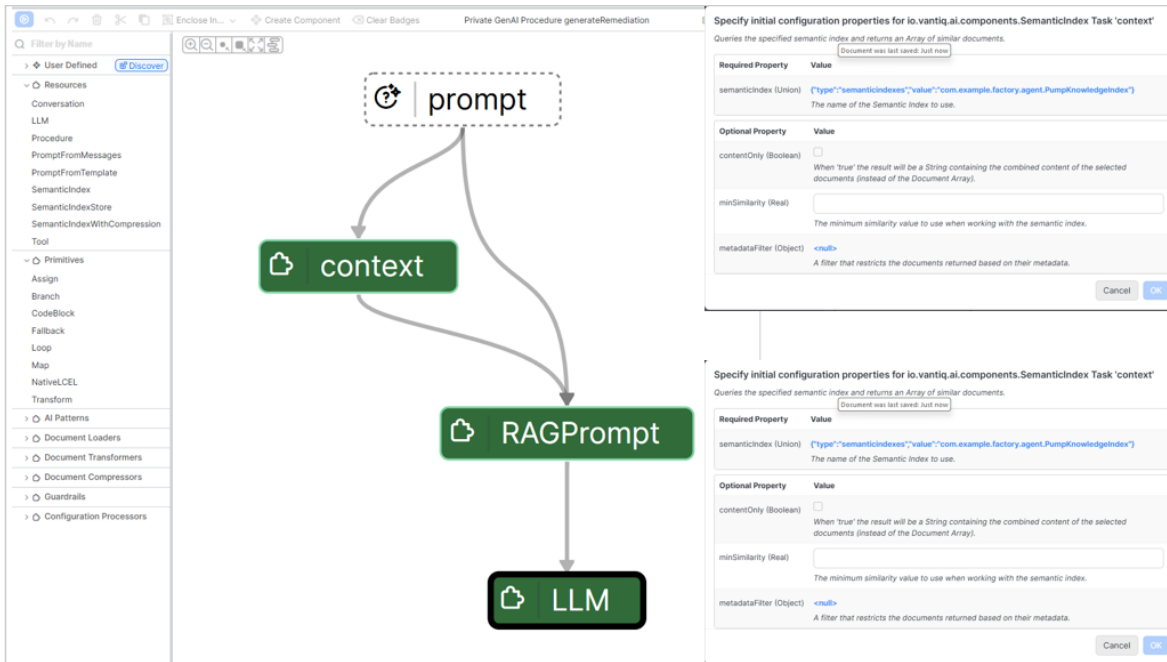 Enclose In...
Create Component
Clear Badges
Private GenAI Procedure generateRemediation
Filter by Name
User Defined
Discover
Resources
Conversation
LLM
Procedure
PromptFromMessages
PromptFromTemplate
SemanticIndex
SemanticIndexStore
SemanticIndexWithCompression
Tool
Primitives
Assign
Branch
CodeBlock
Fallback
Loop
Map
NativeLCEL
Transform
AI Patterns
Document Loaders
Document Transformers
Document Compressors
Guardrails
Configuration Processors
prompt
context
RAGPrompt
LLM
Specify initial configuration properties for io.vantiq.ai.components.SemanticIndex Task 'context'
Queries the specified semantic index and returns an Array of similar documents.
Document was last saved: Just now
Required Property Value
semanticIndex (Union) {"type":"semanticindexes","value":"com.example.factory.agent.PumpKnowledgeIndex"}
The name of the Semantic Index to use.
Optional Property Value
contentOnly (Boolean)
When 'true' the result will be a String containing the combined content of the selected
documents (instead of the Document Array).
minSimilarity (Real)
The minimum similarity value to use when working with the semantic index.
metadataFilter (Object) <null>
A filter that restricts the documents returned based on their metadata.
Cancel OK
Specify initial configuration properties for io.vantiq.ai.components.SemanticIndex Task 'context'
Queries the specified semantic index and returns an Array of similar documents.
Document was last saved: Just now
Required Property Value
semanticIndex (Union) {"type":"semanticindexes","value":"com.example.factory.agent.PumpKnowledgeIndex"}
The name of the Semantic Index to use.
Optional Property Value
contentOnly (Boolean)
When 'true' the result will be a String containing the combined content of the selected
documents (instead of the Document Array).
minSimilarity (Real)
The minimum similarity value to use when working with the semantic index.
metadataFilter (Object) <null>
A filter that restricts the documents returned based on their metadata.
Cancel OK